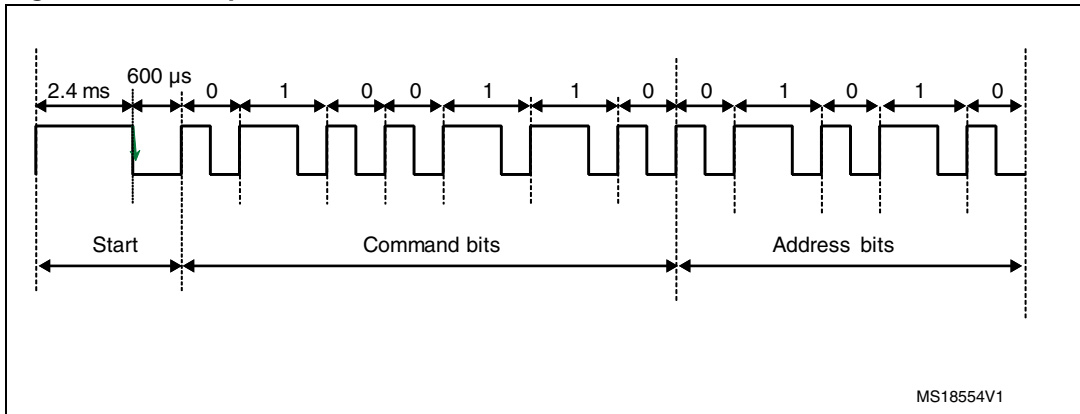 600 µs
2.4 ms 0 1 0 0 1 1 0 0 1 0 1 0
Start Command bits Address bits
MS18554V1